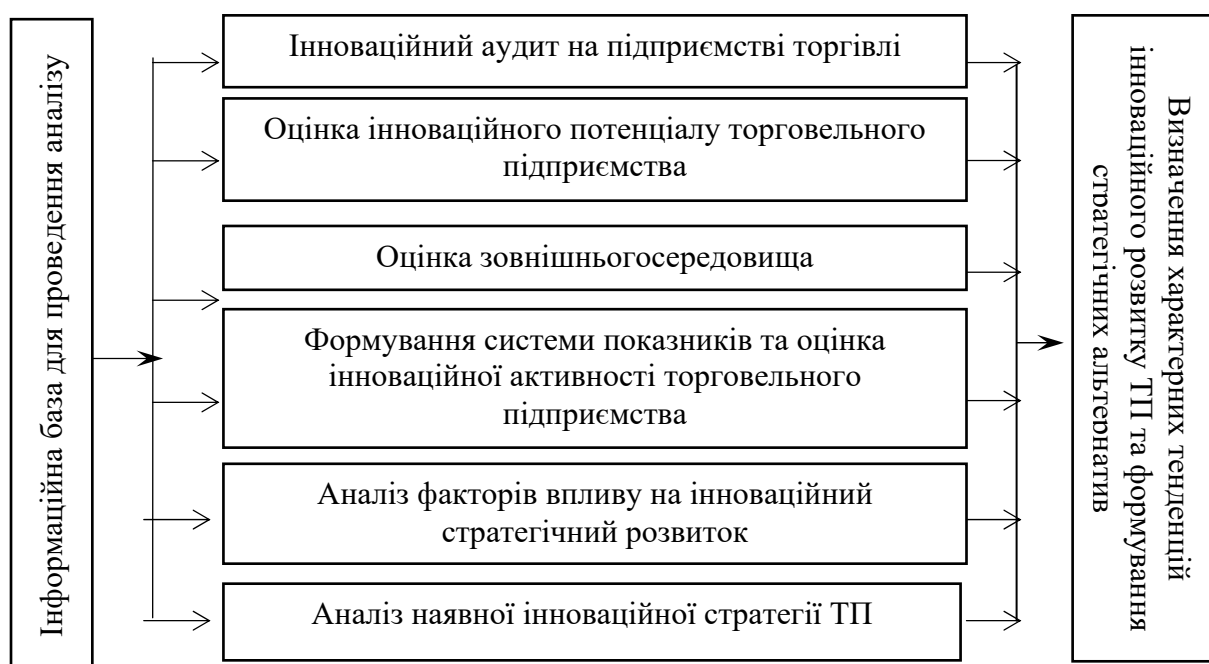 Інформаційна база для проведення аналізу
Інноваційний аудит на підприємстві торгівлі
Оцінка інноваційного потенціалу торговельного
підприємства
Оцінка зовнішньогосередовища
Формування системи показників та оцінка
інноваційної активності торговельного
підприємства
Аналіз факторів впливу на інноваційний
стратегічний розвиток
Аналіз наявної інноваційної стратегії ТП
Визначення характерних тенденцій
інноваційного розвитку ТП та формування
стратегічних альтернатив